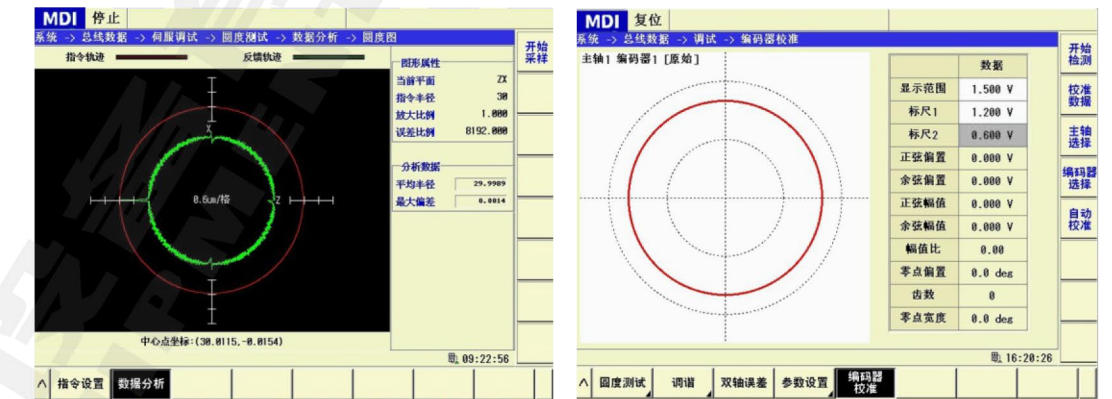 MDI 停止
系统 -> 总线数据 -> 伺服调试 -> 圆度测试 -> 数据分析 -> 圆度图
指令轨迹
反馈轨迹
X
Z
0.6um/格
中心点坐标:(30.0115,-0.0154)
图形属性
当前平面 ZX
指令半径 30
放大比例 1.000
误差比例 8192.000
分析数据
平均半径 29.9989
最大偏差 0.0014
开始
采样
09:22:56
^ 指令设置 数据分析
MDI 复位
系统 -> 总线数据 -> 调试 -> 编码器校准
主轴1 编码器1 [原始]
数据
显示范围 1.500 V
标尺1 1.200 V
标尺2 0.600 V
正弦偏置 0.000 V
余弦偏置 0.000 V
正弦幅值 0.000 V
余弦幅值 0.000 V
幅值比 0.00
零点偏置 0.0 deg
齿数 0
零点宽度 0.0 deg
开始
检测
校准
数据
主轴
选择
编码器
选择
自动
校准
16:20:26
^ 圆度测试 调谐 双轴误差 参数设置 编码器
校准